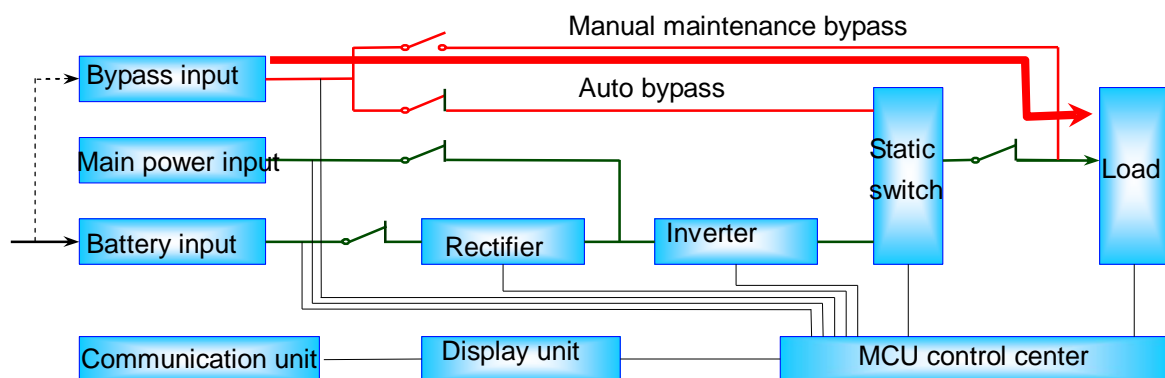 Manual maintenance bypass
Bypass input
Auto bypass
Main power input
Static
switch
Load
Battery input
Rectifier
Inverter
Communication unit
Display unit
MCU control center